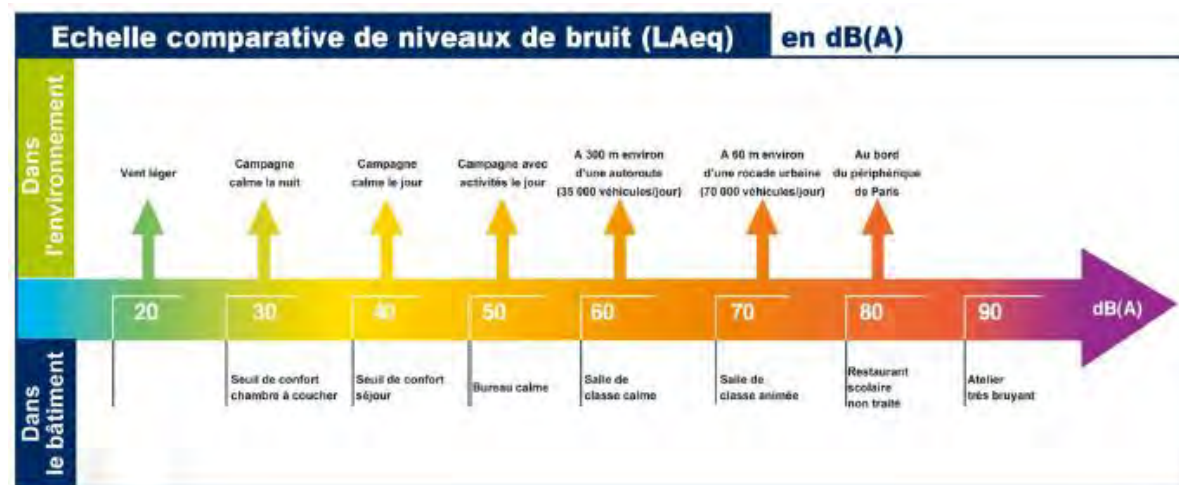 Echelle comparative de niveaux de bruit (LAeq) en dB(A)
Dans
l'environnement
Vent léger
Campagne
calme la nuit
Campagne
calme le jour
Campagne avec
activités le jour
A 300 m environ
d'une autoroute
(35 000 véhicules/jour)
A 60 m environ
d'une rocade urbaine
(70 000 véhicules/jour)
Au bord
du périphérique
de Paris
20
30
40
50
60
70
80
90
dB(A)
Dans
le bâtiment
Seuil de confort
chambre à coucher
Seuil de confort
séjour
Bureau calme
Salle de
classe calme
Salle de
classe animée
Restaurant
scolaire
non traité
Atelier
très bruyant